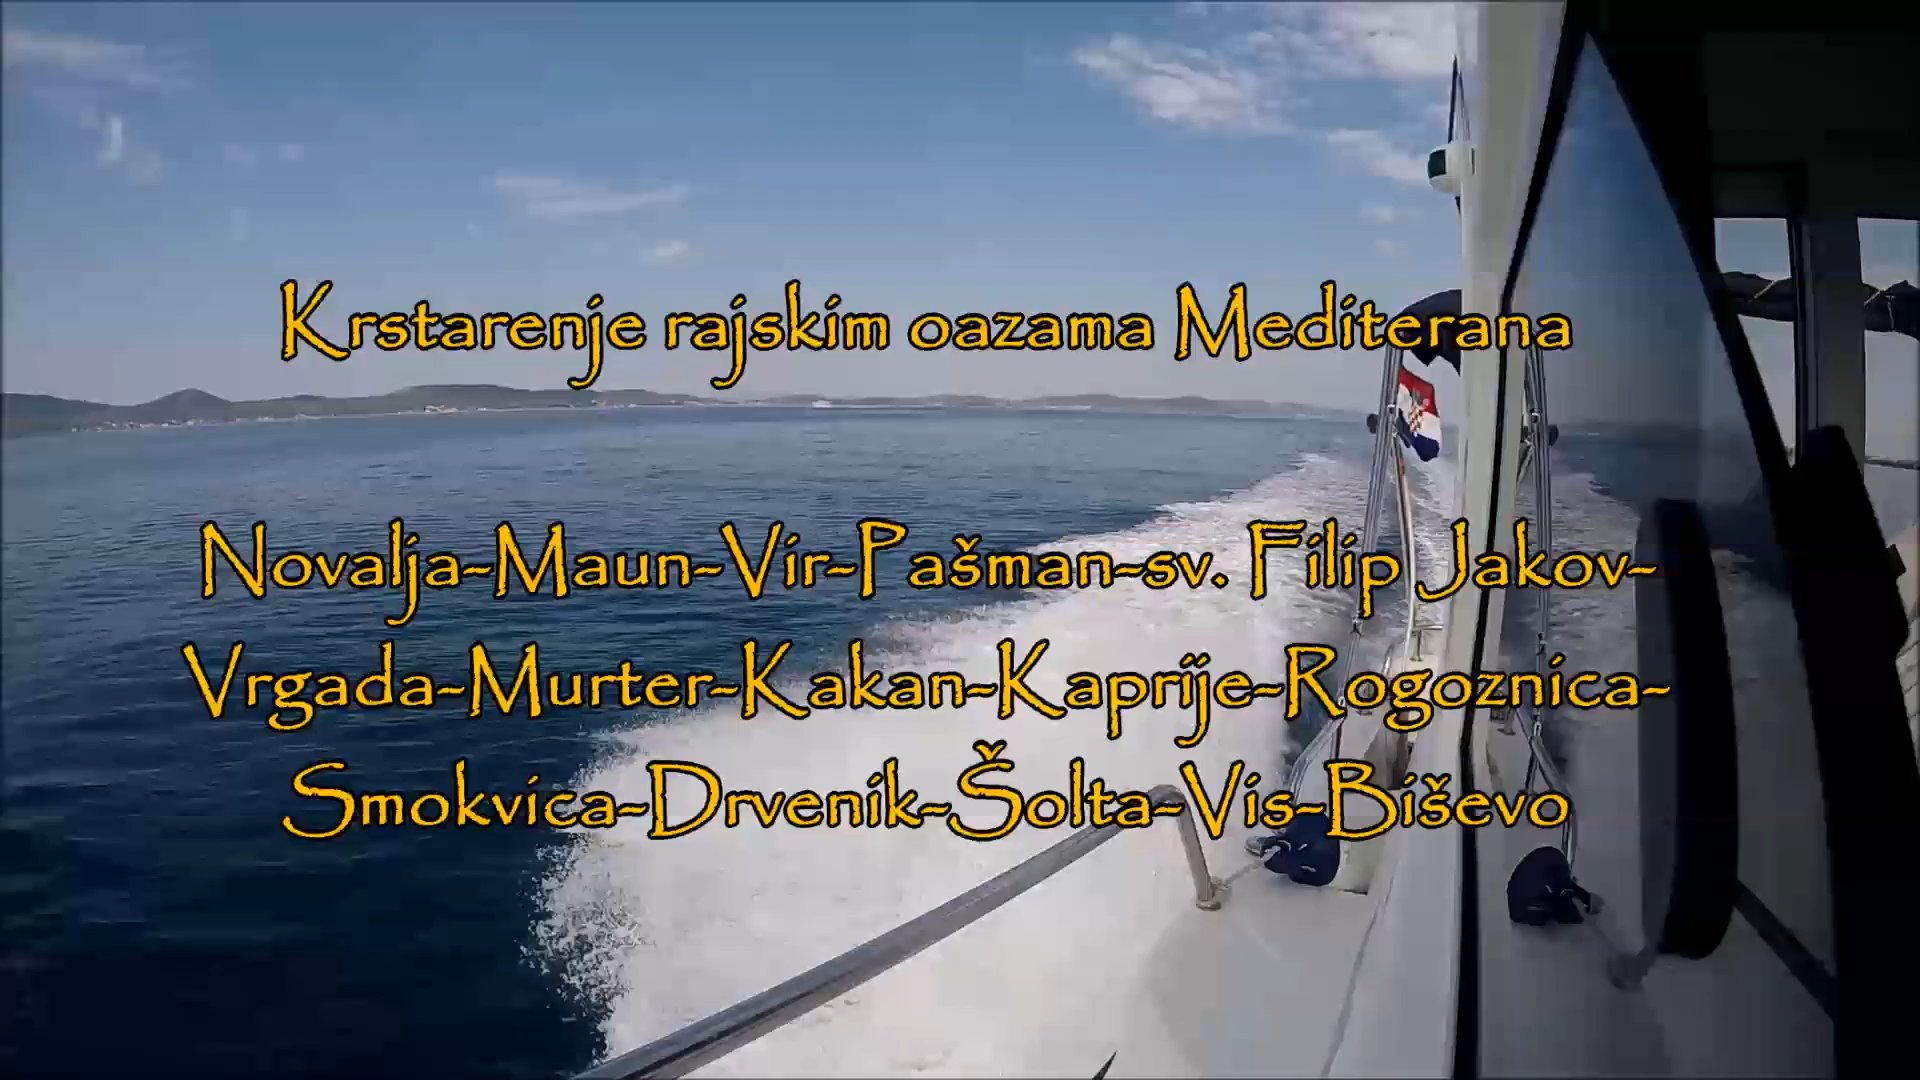 Krstarenje rajskim oazama Mediterana
Novalja-Maun-Vir-Pašman-sv. Filip Jakov-
Vrgada-Murter-Kakan-Kaprije-Rogoznica-
Smokvica-Drvenik-Šolta-Vis-Biševo